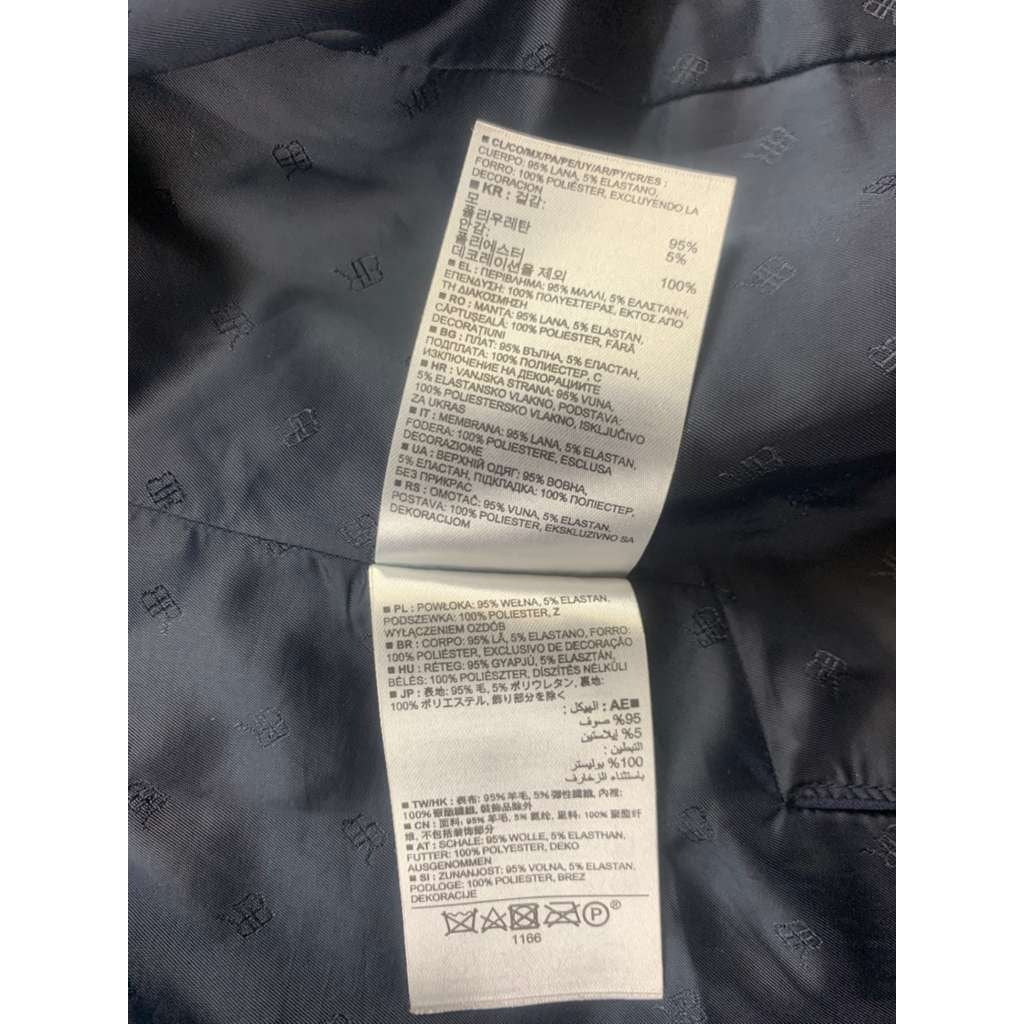 ■ CL/CO/MX/PA/PE/UY/AR/PY/CR/ES :
CUERPO: 95% LANA, 5% ELASTANO,
FORRO: 100% POLIÉSTER, EXCLUYENDO LA
DECORACION
■ KR : 겉감:
모 95%
폴리우레탄 5%
안감:
폴리에스터 100%
데코레이션을 제외
■ EL : ΠΕΡΙΒΛΗΜΑ: 95% ΜΑΛΛΙ, 5% ΕΛΑΣΤΑΝΗ,
ΕΠΕΝΔΥΣΗ: 100% ΠΟΛΥΕΣΤΕΡΑΣ, ΕΚΤΟΣ ΑΠΟ
ΤΗ ΔΙΑΚΟΣΜΗΣΗ
■ RO : MANTA: 95% LANA, 5% ELASTAN,
CĂPTUȘEALĂ: 100% POLIESTER, FĂRĂ
DECORAȚIUNI
■ BG : ПЛАТ: 95% ВЪЛНА, 5% ЕЛАСТАН,
ПОДПЛАТА: 100% ПОЛИЕСТЕР, С
ИЗКЛЮЧЕНИЕ НА ДЕКОРАЦИИТЕ
■ HR : VANJSKA STRANA: 95% VUNA,
5% ELASTANSKO VLAKNO, PODSTAVA:
100% POLIESTERSKO VLAKNO, ISKLJUČIVO
ZA UKRAS
■ IT : MEMBRANA: 95% LANA, 5% ELASTAN,
FODERA: 100% POLIESTERE, ESCLUSA
DECORAZIONE
■ UA : ВЕРХНІЙ ОДЯГ: 95% ВОВНА,
5% ЕЛАСТАН, ПІДКЛАДКА: 100% ПОЛІЕСТЕР,
БЕЗ ПРИКРАС
■ RS : OMOTAČ: 95% VUNA, 5% ELASTAN,
POSTAVA: 100% POLIESTER, EKSKLUZIVNO SA
DEKORACIJOM
■ PL : POWŁOKA: 95% WEŁNA, 5% ELASTAN,
PODSZEWKA: 100% POLIESTER, Z
WYŁĄCZENIEM OZDÓB
■ BR : CORPO: 95% LÃ, 5% ELASTANO, FORRO:
100% POLIÉSTER, EXCLUSIVO DE DECORAÇÃO
■ HU : RÉTEG: 95% GYAPJÚ, 5% ELASZTÁN,
BÉLÉS: 100% POLIÉSZTER, DÍSZÍTÉS NÉLKÜLI
■ JP : 表地: 95% 毛, 5% ポリウレタン, 裏地:
100% ポリエステル, 飾り部分を除く
■AE : الهيكل :
95% صوف
5% إيلاستين
التبطين :
100% بوليستر
باستثناء الزخارف
■ TW/HK : 表布: 95% 羊毛, 5% 彈性纖維, 內裡:
100% 聚酯纖維, 裝飾品除外
■ CN : 面料: 95% 羊毛, 5% 氨纶, 里料: 100% 聚酯纤
维, 不包括装饰部分
■ AT : SCHALE: 95% WOLLE, 5% ELASTHAN,
FUTTER: 100% POLYESTER, DEKO
AUSGENOMMEN
■ SI : ZUNANJOST: 95% VOLNA, 5% ELASTAN,
PODLOGE: 100% POLIESTER, BREZ
DEKORACIJE
P ®
1166